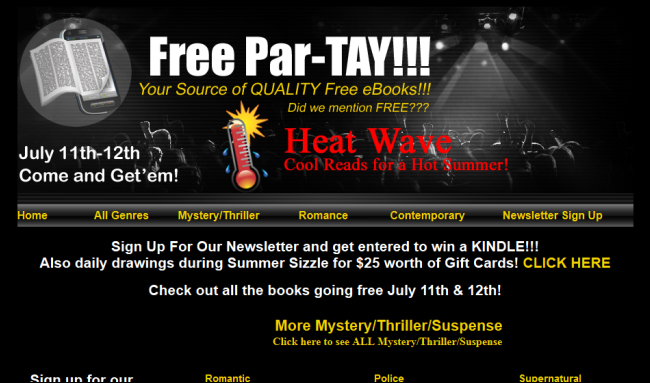 Free Par-TAY!!!
Your Source of QUALITY Free eBooks!!!
Did we mention FREE???
Heat Wave
Cool Reads for a Hot Summer!
July 11th-12th
Come and Get'em!
Home All Genres Mystery/Thriller Romance Contemporary Newsletter Sign Up
Sign Up For Our Newsletter and get entered to win a KINDLE!!!
Also daily drawings during Summer Sizzle for $25 worth of Gift Cards! CLICK HERE
Check out all the books going free July 11th & 12th!
More Mystery/Thriller/Suspense
Click here to see ALL Mystery/Thriller/Suspense
Sign up for our Romantic Police Supernatural